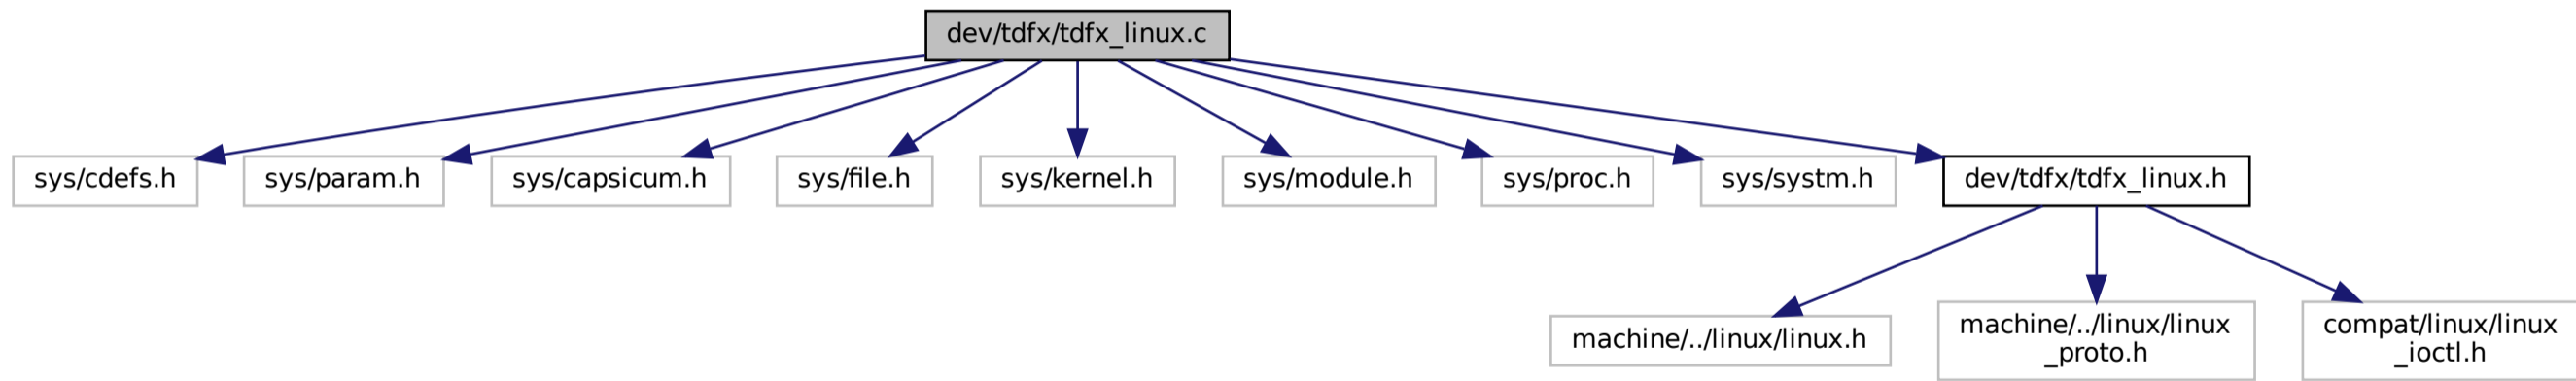 dev/tdfx/tdfx_linux.c
sys/cdefs.h
sys/param.h
sys/capsicum.h
sys/file.h
sys/kernel.h
sys/module.h
sys/proc.h
sys/systm.h
dev/tdfx/tdfx_linux.h
machine/../linux/linux.h
machine/../linux/linux
_proto.h
compat/linux/linux
_ioctl.h